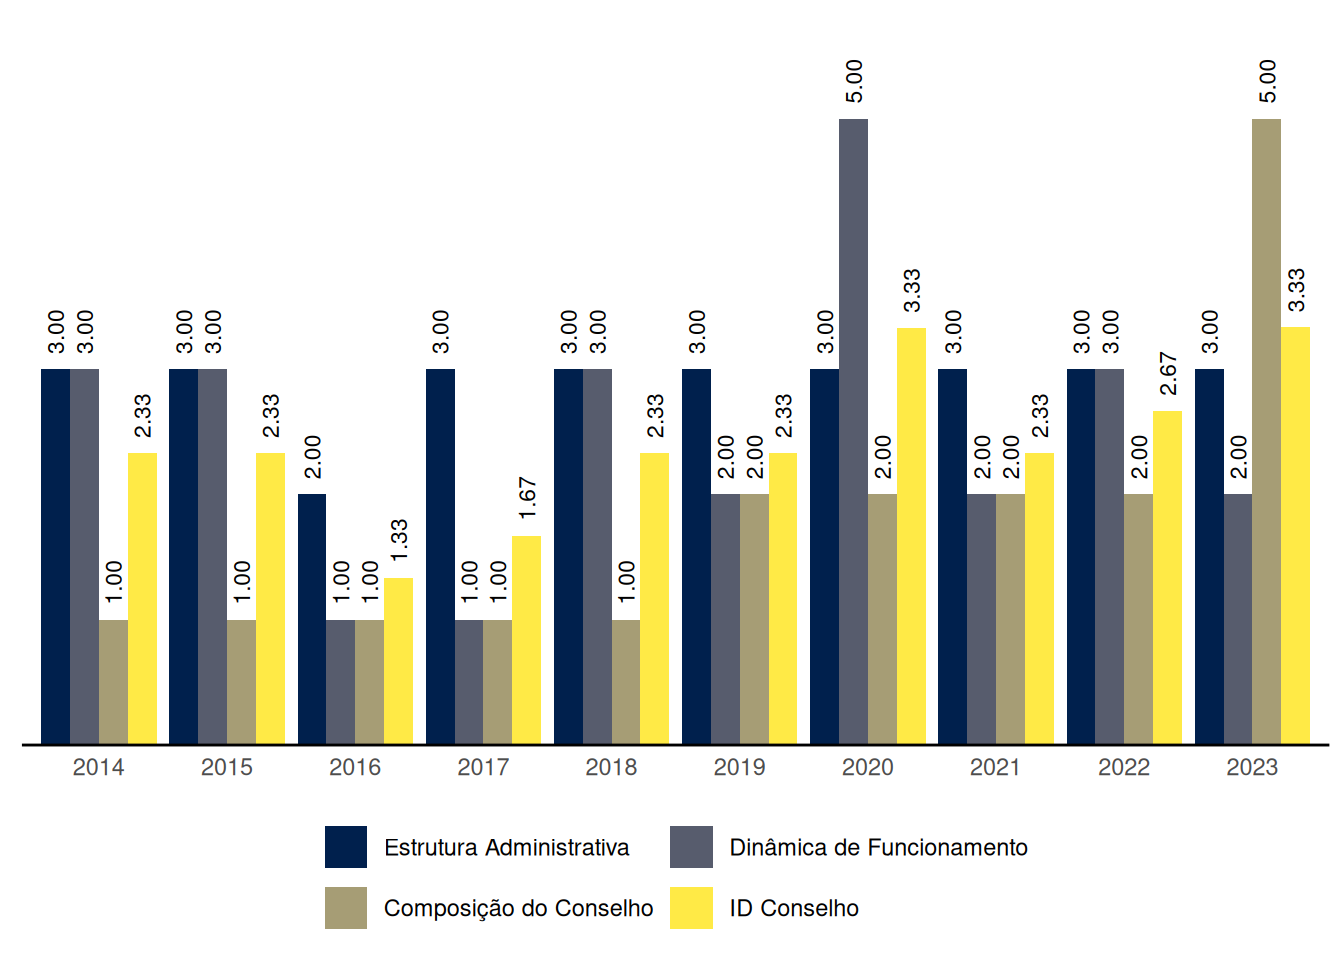 3.00 3.00 1.00 2.33 3.00 3.00 1.00 2.33 2.00 1.00 1.00 1.33 3.00 1.00 1.00 1.67 3.00 3.00 1.00 2.33 3.00 2.00 2.00 2.33 3.00 5.00 2.00 3.33 3.00 2.00 2.00 2.33 3.00 3.00 2.00 2.67 3.00 2.00 5.00 3.33
2014 2015 2016 2017 2018 2019 2020 2021 2022 2023
Estrutura Administrativa Dinâmica de Funcionamento
Composição do Conselho ID Conselho